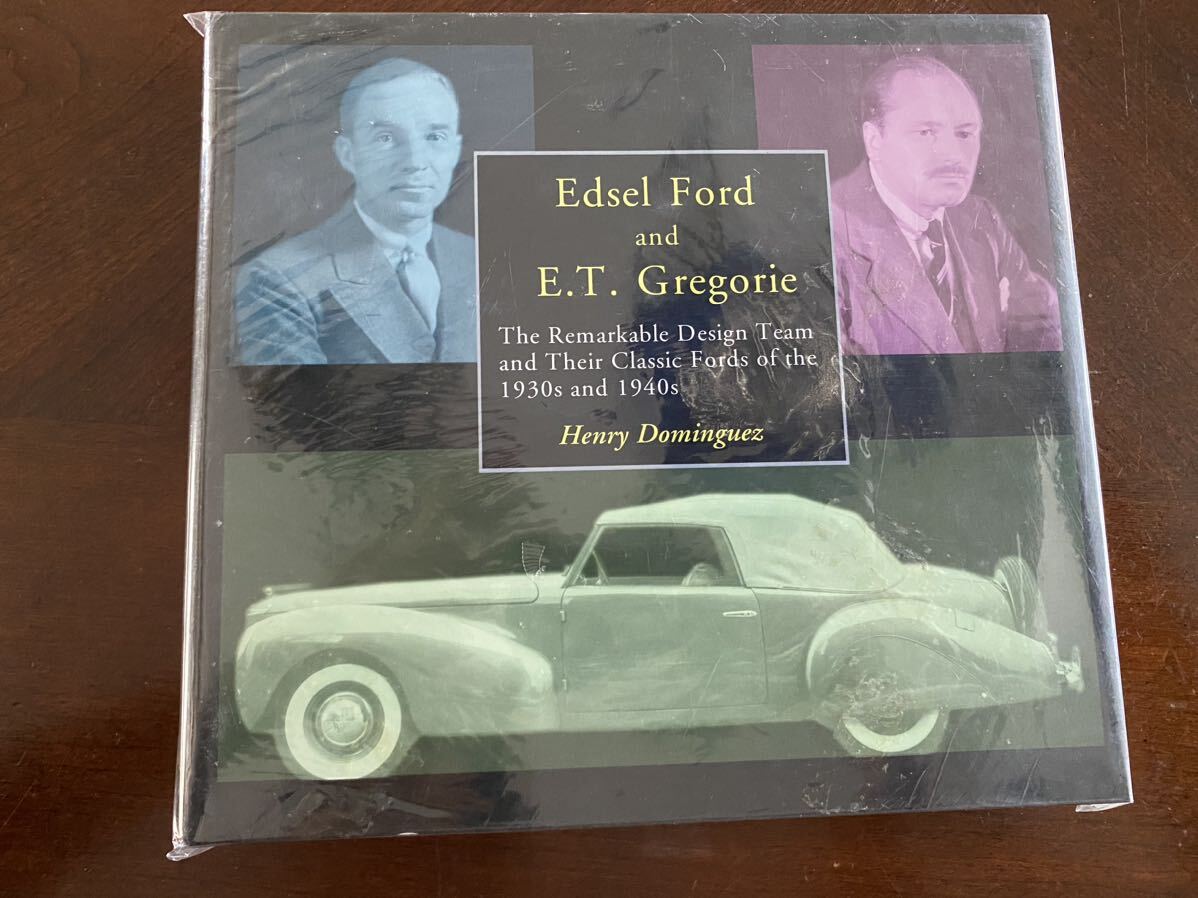 Edsel Ford
and
E.T. Gregorie
The Remarkable Design Team
and Their Classic Fords of the
1930s and 1940s
Henry Dominguez